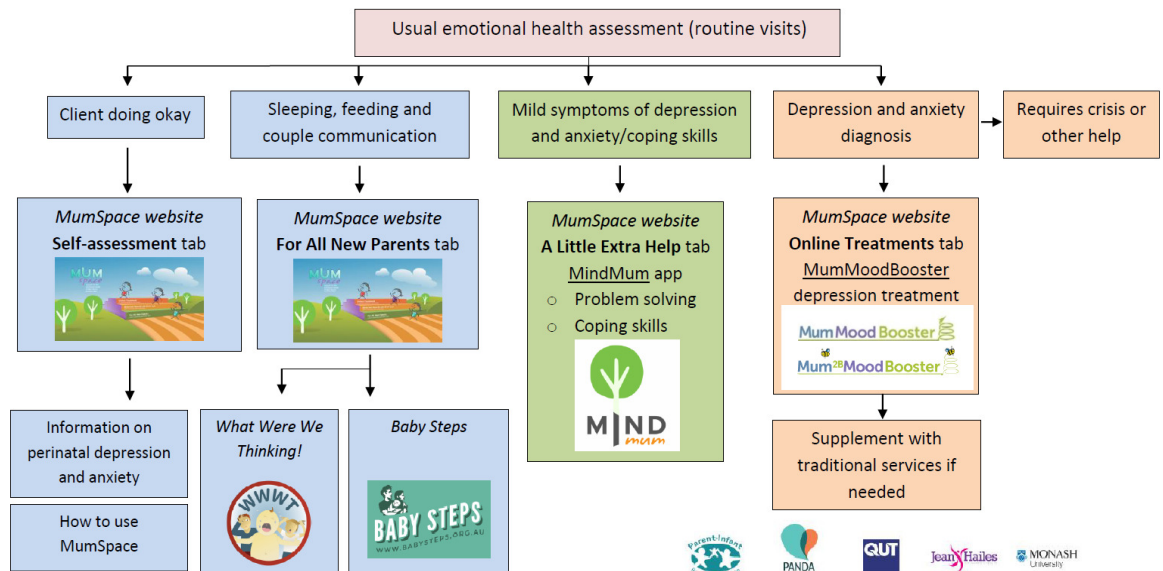 Usual emotional health assessment (routine visits)
Client doing okay
Sleeping, feeding and
couple communication
Mild symptoms of depression
and anxiety/coping skills
Depression and anxiety
diagnosis
Requires crisis or
other help
MumSpace website
Self-assessment tab
MUM
space
MumSpace website
For All New Parents tab
MUM
space
MumSpace website
A Little Extra Help tab
MindMum app
o Problem solving
o Coping skills
MIND
mum
MumSpace website
Online Treatments tab
MumMoodBooster
depression treatment
MumMoodBooster
Mum2BMoodBooster
Information on
perinatal depression
and anxiety
How to use
MumSpace
What Were We
Thinking!
WWWT
Baby Steps
BABY STEPS
WWW.BABYSTEPS.ORG.AU
Supplement with
traditional services if
needed
Parent-Infant
PANDA
QUT
Jean Hailes
MONASH
University